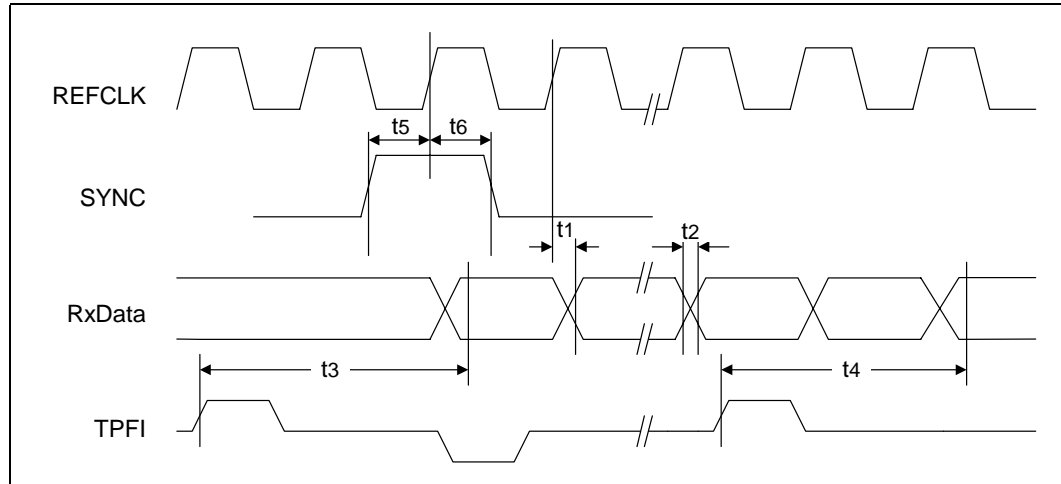 REFCLK
t5
t6
SYNC
t1
t2
RxData
t3
t4
TPFI